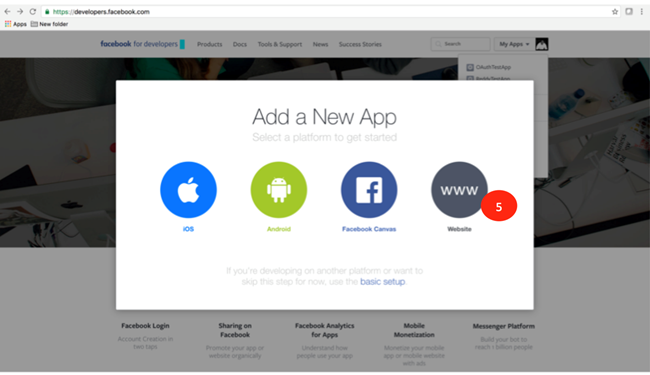 https://developers.facebook.com
Apps New folder
facebook for developers Products Docs Tools & Support News Success Stories Search My Apps
OAuthTestApp
Add a New App
Select a platform to get started
www
5
iOS Android Facebook Canvas Website
If you're developing on another platform or want to
skip this step for now, use the basic setup
Facebook Login Sharing on Facebook Analytics Mobile Messenger Platform
Facebook for Apps Monetization
Account Creation in Promote your app or Understand how Monetize your mobile Build your bot to
two taps website organically people use your app app or mobile website reach 1 billion people
with ads